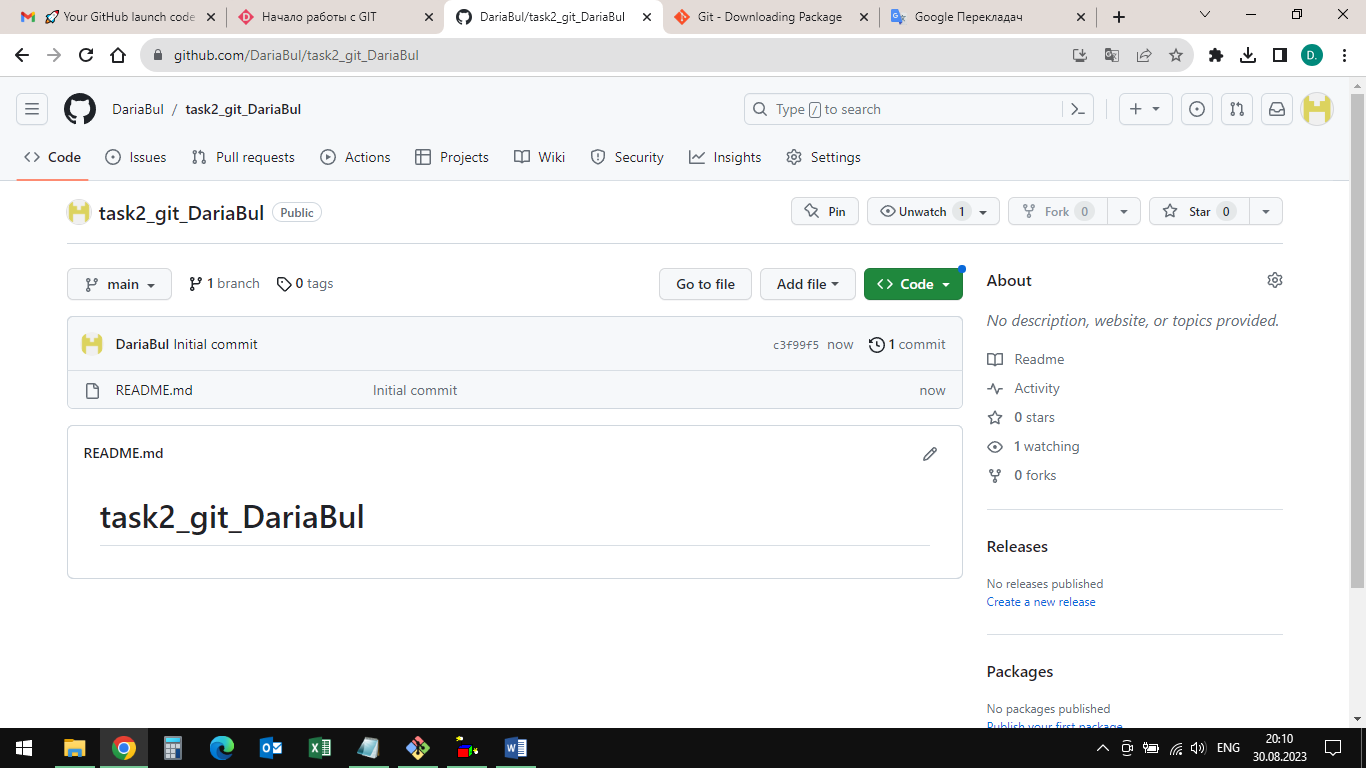 Your GitHub launch code
Начало работы с GIT
DariaBul/task2_git_DariaBul
Git - Downloading Package
Google Перекладач
github.com/DariaBul/task2_git_DariaBul
D.
DariaBul / task2_git_DariaBul
Type / to search
Code
Issues
Pull requests
Actions
Projects
Wiki
Security
Insights
Settings
task2_git_DariaBul Public
Pin
Unwatch 1
Fork 0
Star 0
main
1 branch
0 tags
Go to file
Add file
Code
DariaBul Initial commit
c3f99f5 now
1 commit
README.md
Initial commit
now
README.md
task2_git_DariaBul
About
No description, website, or topics provided.
Readme
Activity
0 stars
1 watching
0 forks
Releases
No releases published
Create a new release
Packages
No packages published
Publish your first package
ENG
20:10
30.08.2023